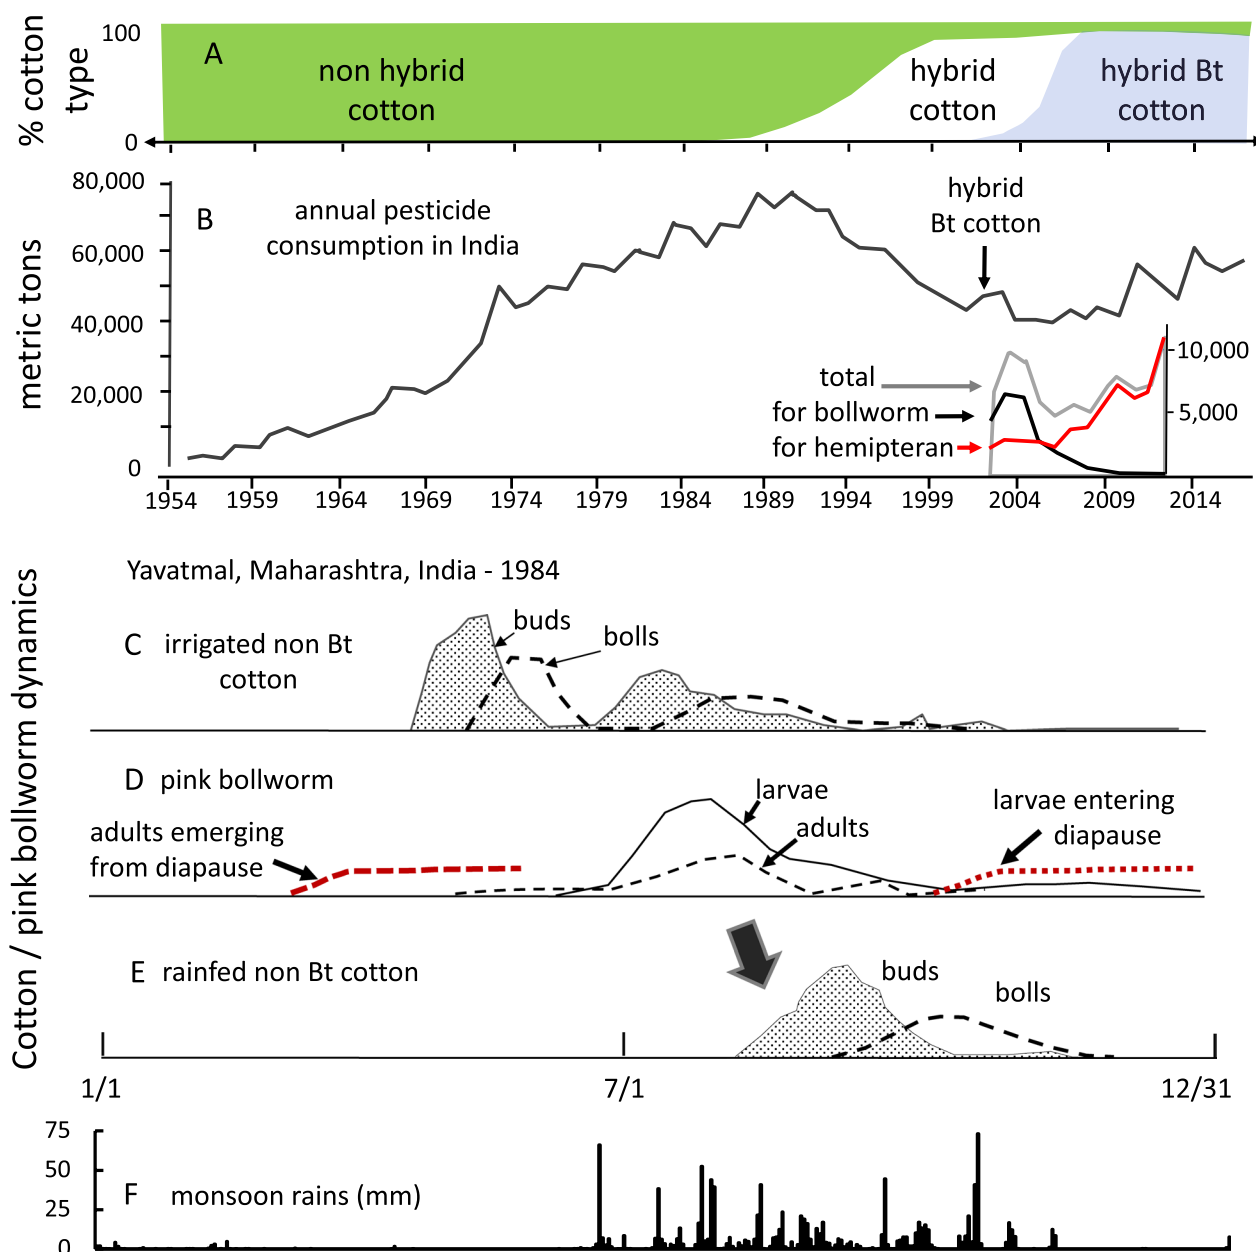 % cotton
type
100
0
A
non hybrid
cotton
hybrid
cotton
hybrid Bt
cotton
metric tons
80,000
60,000
40,000
20,000
0
B
annual pesticide
consumption in India
hybrid
Bt cotton
total
for bollworm
for hemipteran
10,000
5,000
1954 1959 1964 1969 1974 1979 1984 1989 1994 1999 2004 2009 2014
Cotton / pink bollworm dynamics
Yavatmal, Maharashtra, India - 1984
C irrigated non Bt
cotton
buds
bolls
D pink bollworm
adults emerging
from diapause
larvae
adults
larvae entering
diapause
E rainfed non Bt cotton
buds
bolls
1/1 7/1 12/31
75
50
25
0
F monsoon rains (mm)